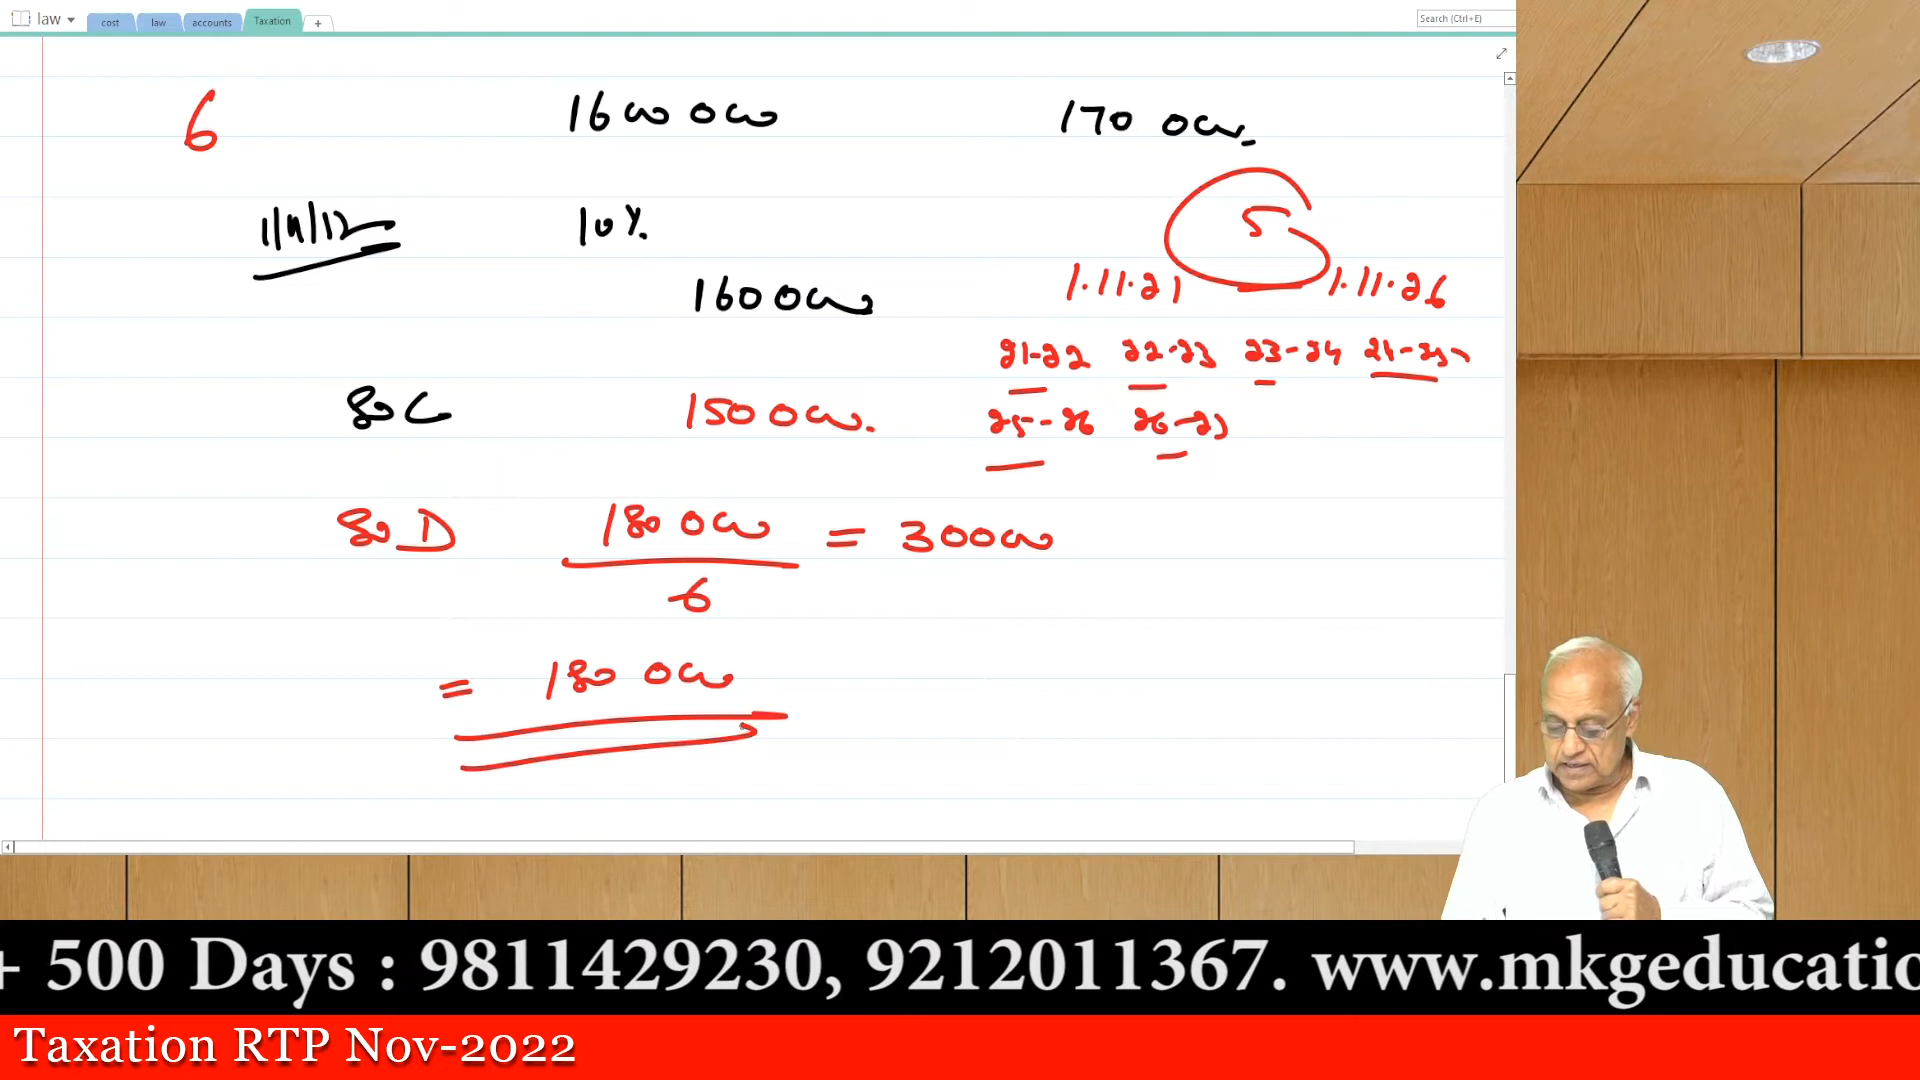 law
cost law accounts Taxation +
Search (Ctrl+E)
6 1600000 170000.
1/4/12 10%
5
1.11.21 1.11.26
160000
21-22 22-23 23-24 24-25
80C 150000.
25-26 26-27
80D 180000 = 30000
6
= 180000
+ 500 Days : 9811429230, 9212011367. www.mkgeducatio
Taxation RTP Nov-2022